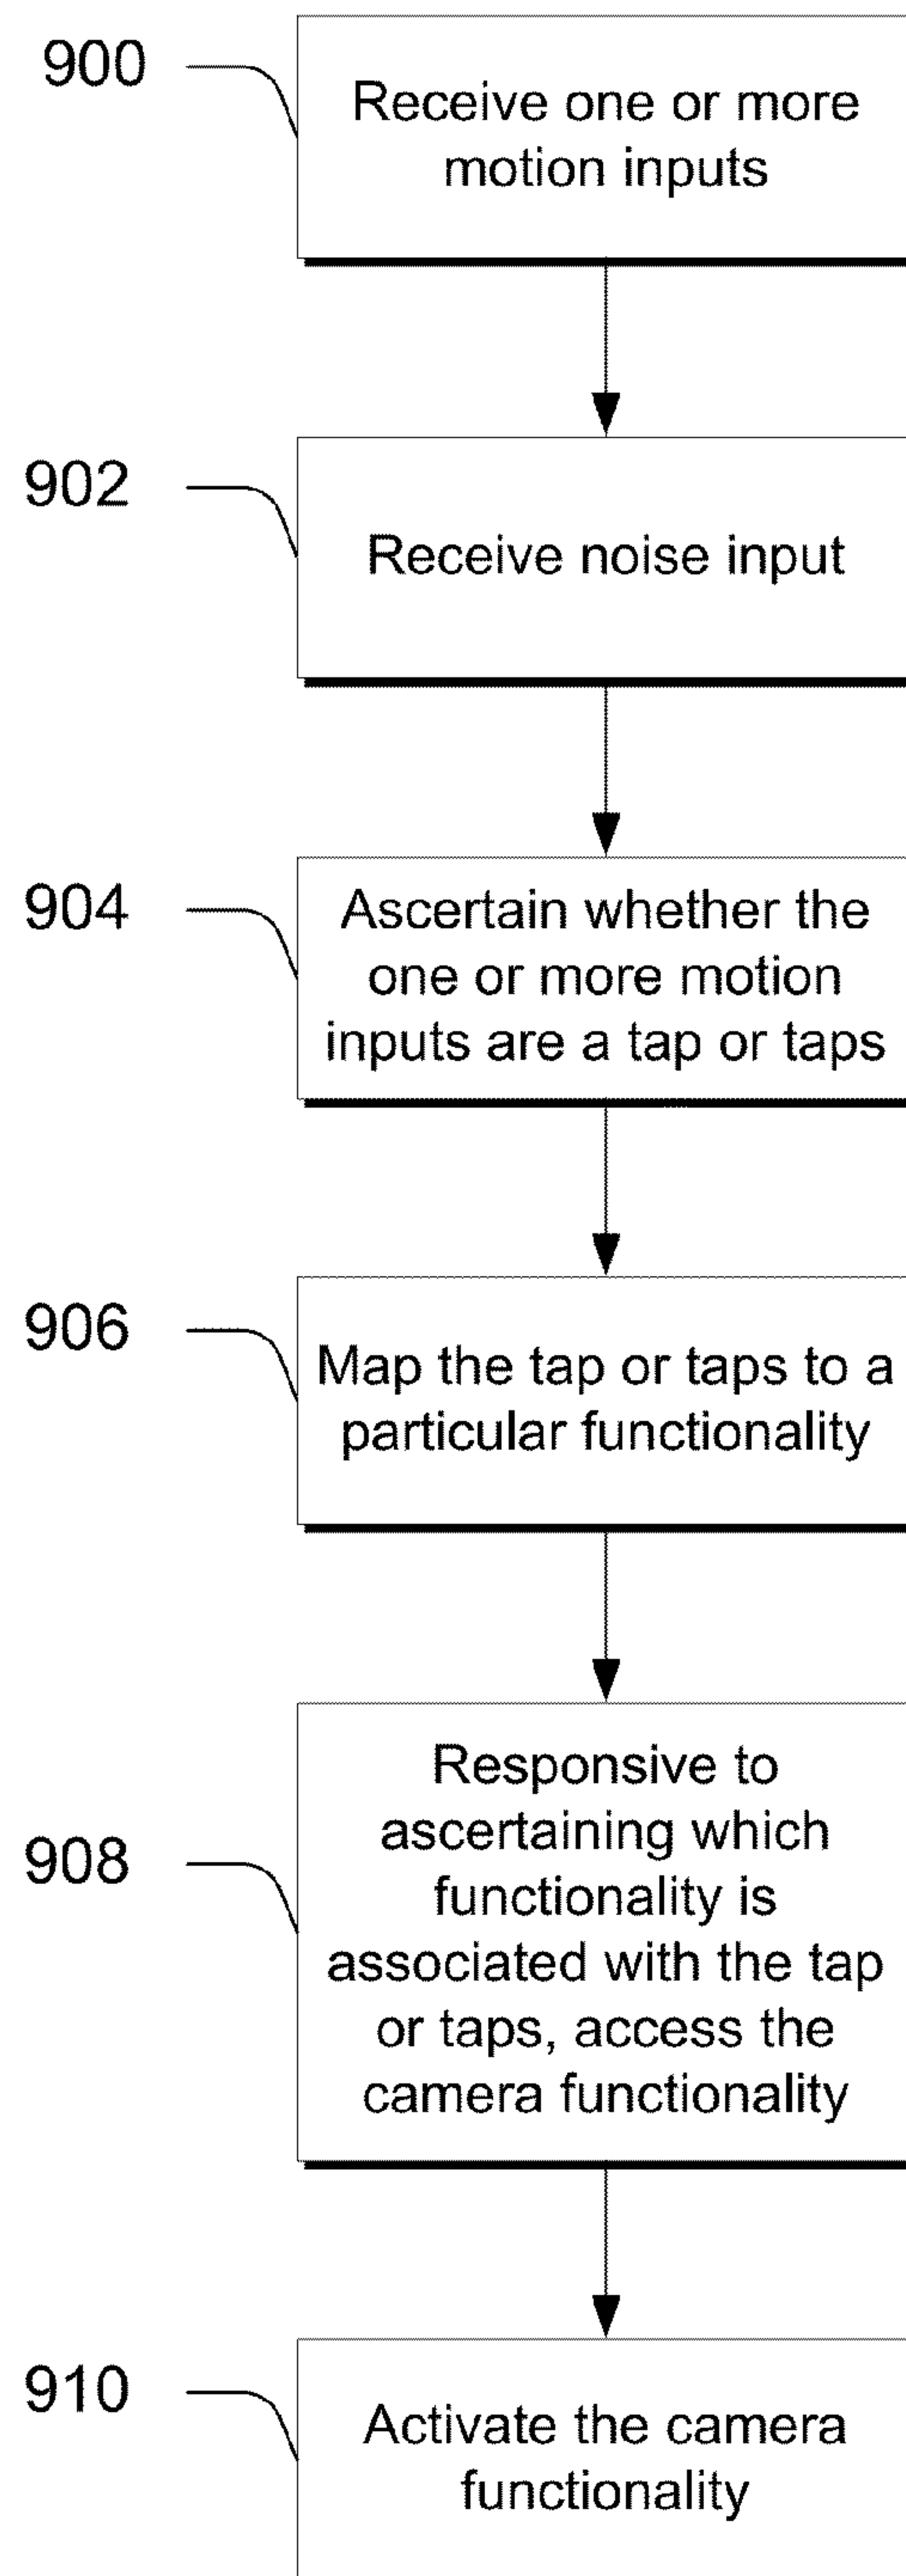 900
Receive one or more
motion inputs
902
Receive noise input
904
Ascertain whether the
one or more motion
inputs are a tap or taps
906
Map the tap or taps to a
particular functionality
908
Responsive to
ascertaining which
functionality is
associated with the tap
or taps, access the
camera functionality
910
Activate the camera
functionality